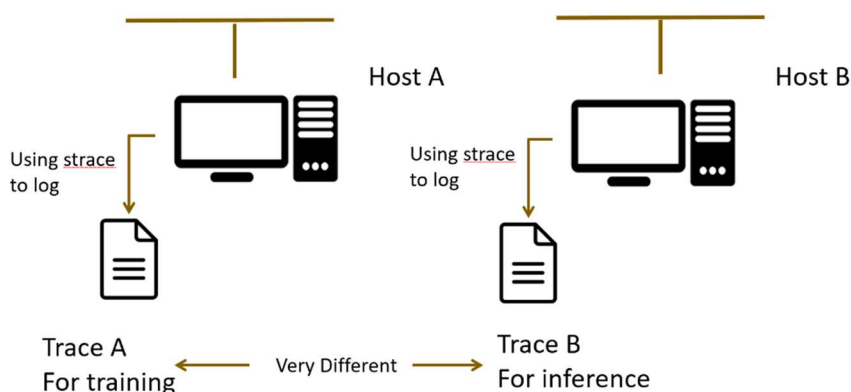 Host A
Using strace
to log
Trace A
For training
Host B
Using strace
to log
Trace B
For inference
Very Different